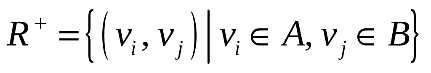 R⁺ = { ( vᵢ , vⱼ ) | vᵢ ∈ A, vⱼ ∈ B }